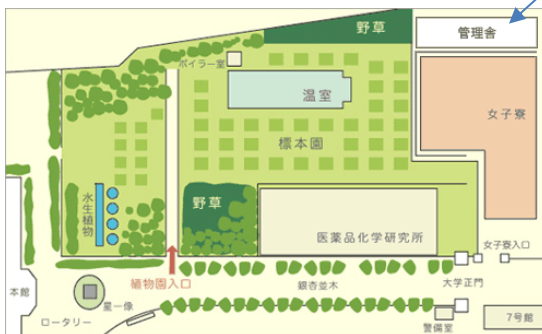 野草
管理舎
ボイラー室
温室
女子寮
標本園
水生植物
野草
医薬品化学研究所
女子寮入口
植物園入口
銀杏並木
大学正門
本館
星一像
ロータリー
警備室
7号館